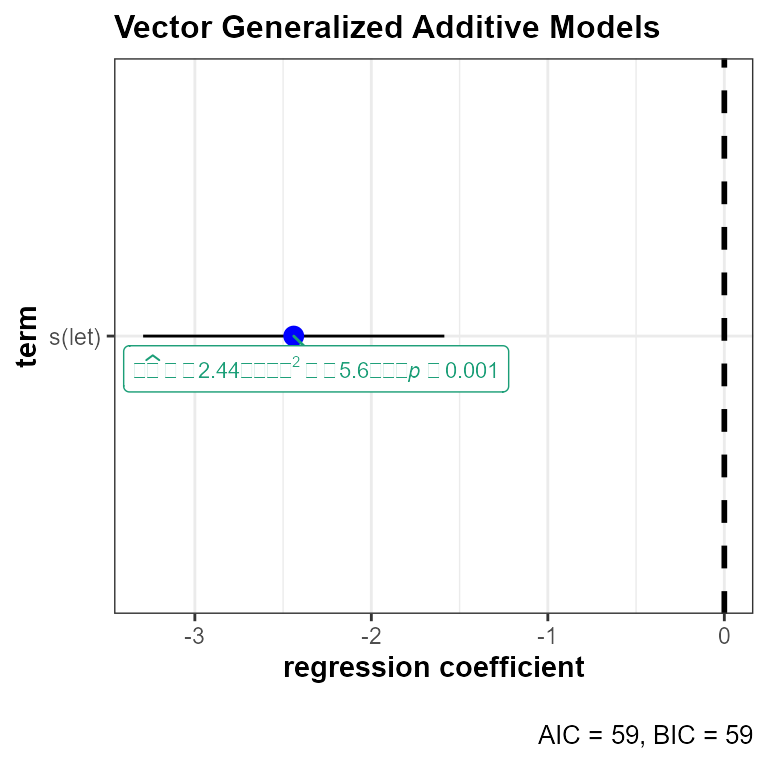 Vector Generalized Additive Models
term
s(let)
□□ □ □2.44□□□□² □ □5.6□□□p □ 0.001
-3 -2 -1 0
regression coefficient
AIC = 59, BIC = 59